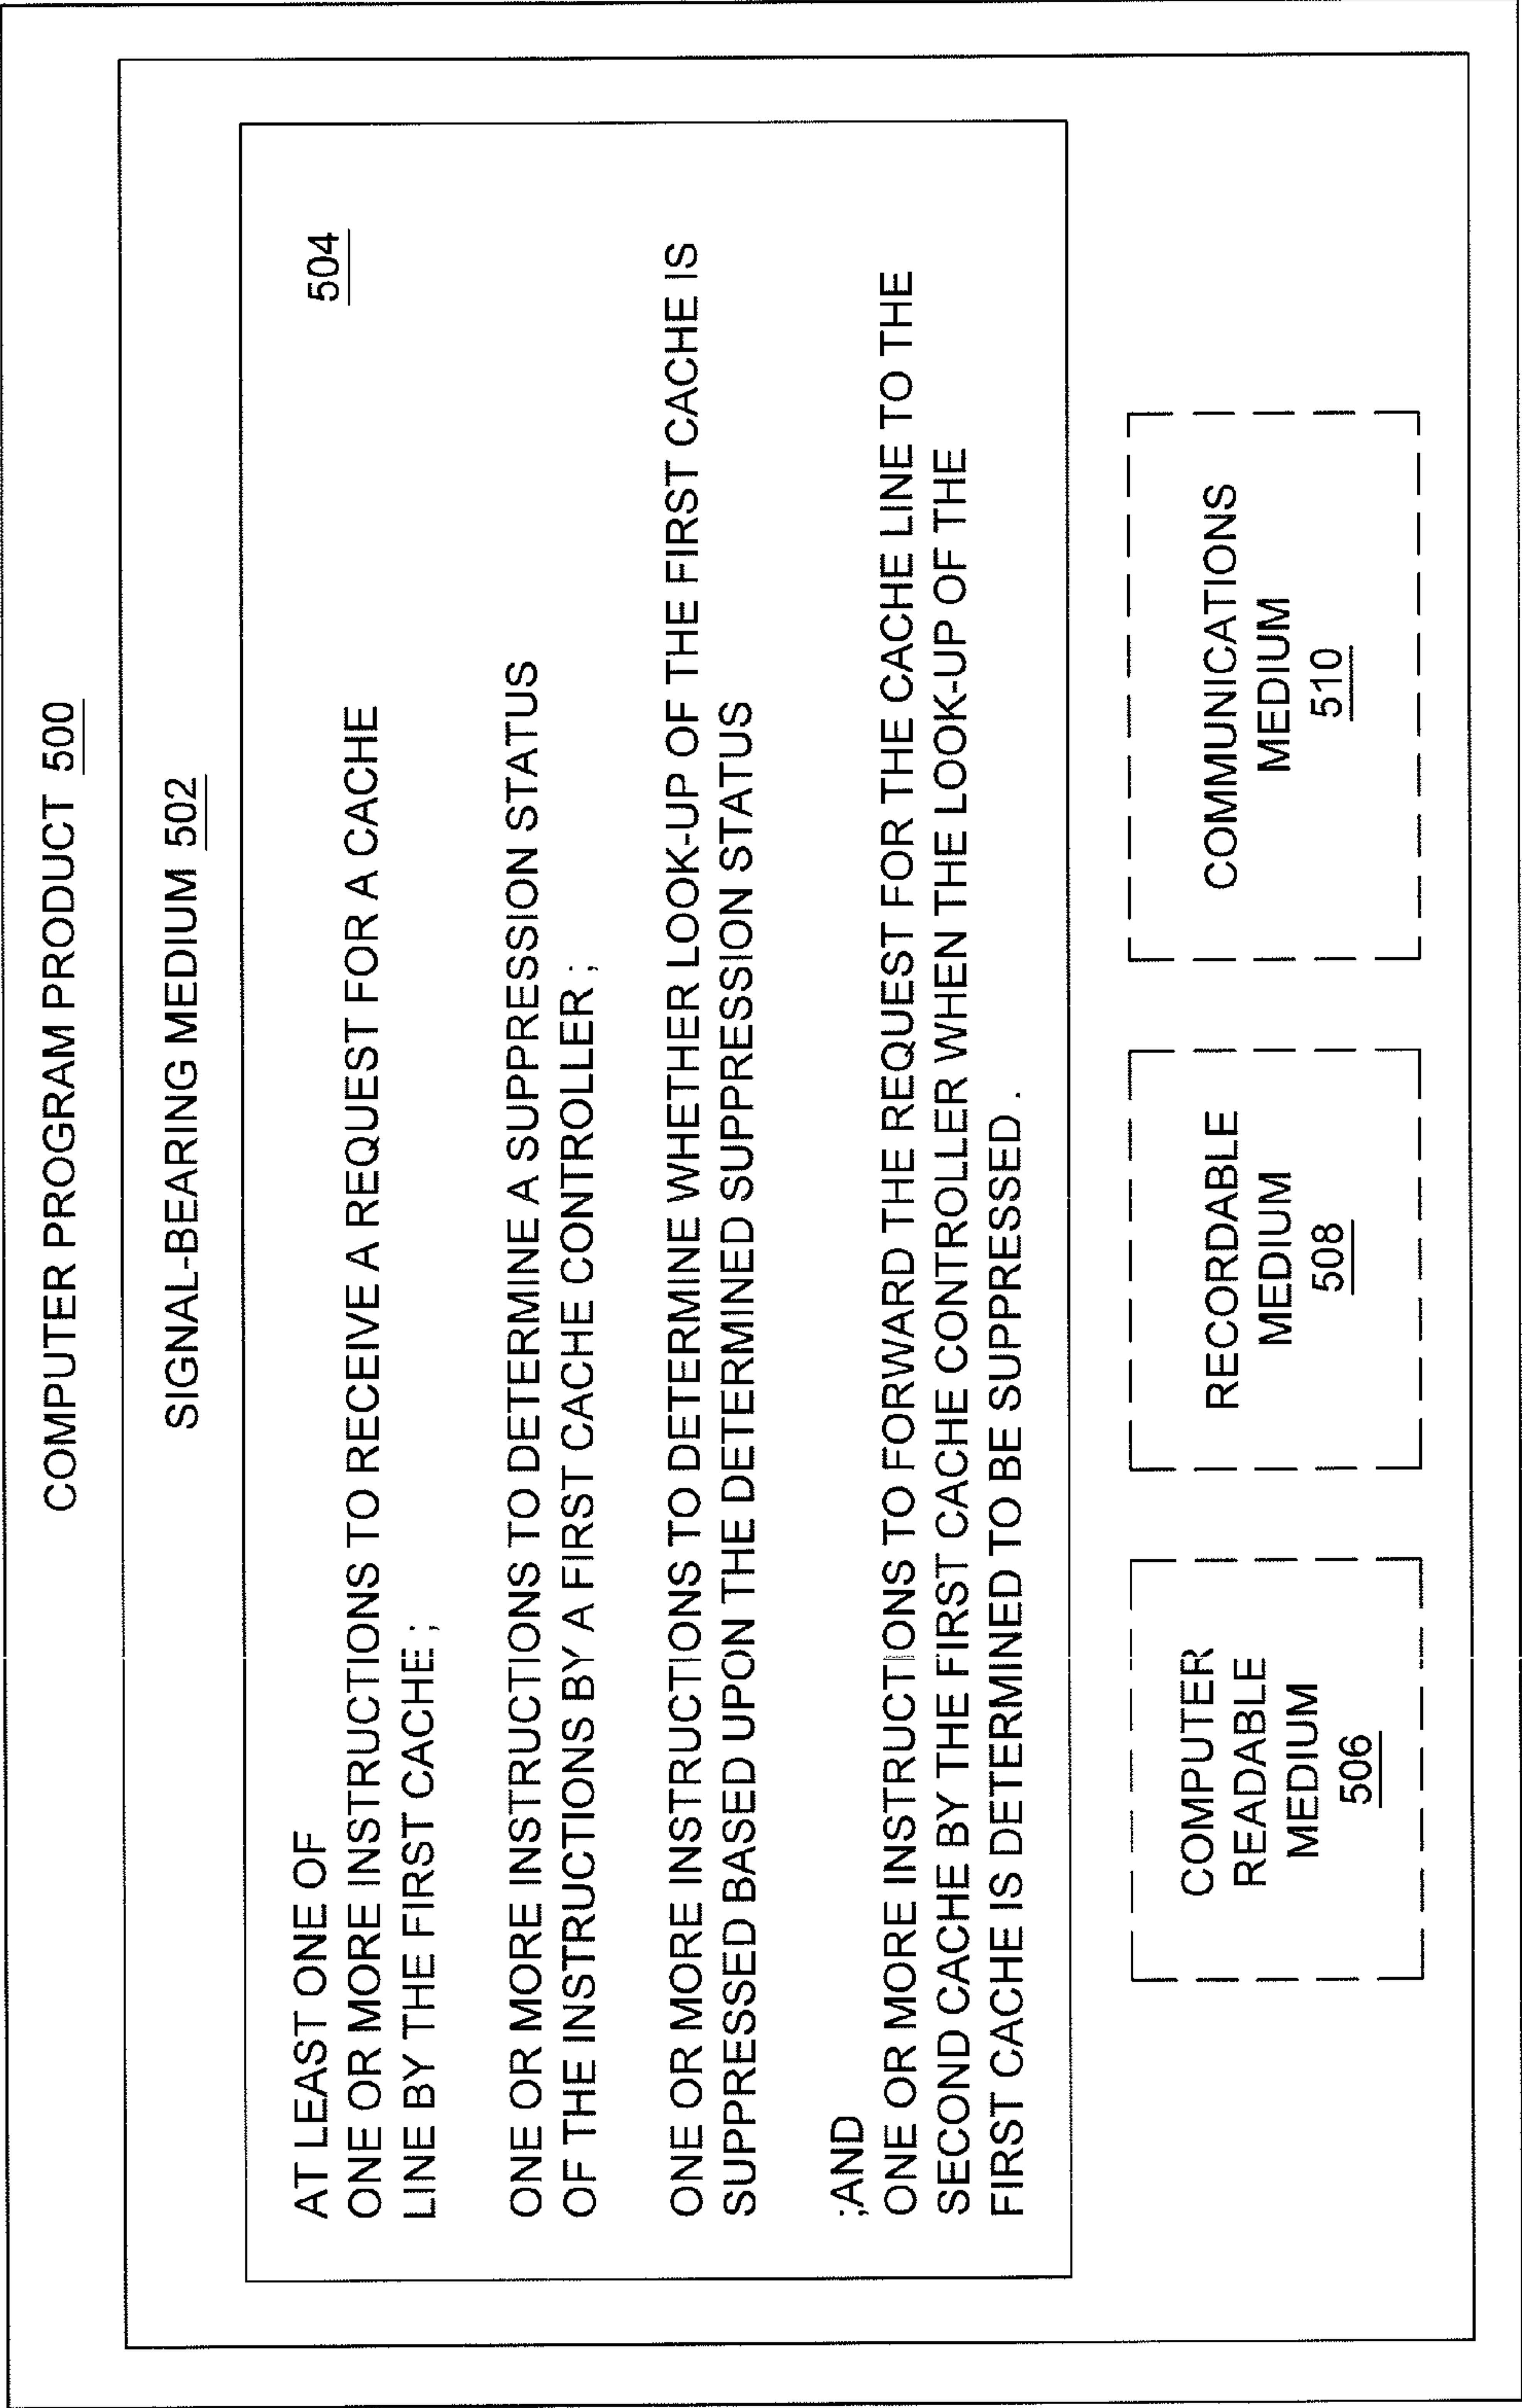 COMPUTER PROGRAM PRODUCT 500
SIGNAL-BEARING MEDIUM 502
504
AT LEAST ONE OF
ONE OR MORE INSTRUCTIONS TO RECEIVE A REQUEST FOR A CACHE
LINE BY THE FIRST CACHE;
ONE OR MORE INSTRUCTIONS TO DETERMINE A SUPPRESSION STATUS
OF THE INSTRUCTIONS BY A FIRST CACHE CONTROLLER;
ONE OR MORE INSTRUCTIONS TO DETERMINE WHETHER LOOK-UP OF THE FIRST CACHE IS
SUPPRESSED BASED UPON THE DETERMINED SUPPRESSION STATUS
;AND
ONE OR MORE INSTRUCTIONS TO FORWARD THE REQUEST FOR THE CACHE LINE TO THE
SECOND CACHE BY THE FIRST CACHE CONTROLLER WHEN THE LOOK-UP OF THE
FIRST CACHE IS DETERMINED TO BE SUPPRESSED.
COMPUTER
READABLE
MEDIUM
506
RECORDABLE
MEDIUM
508
COMMUNICATIONS
MEDIUM
510